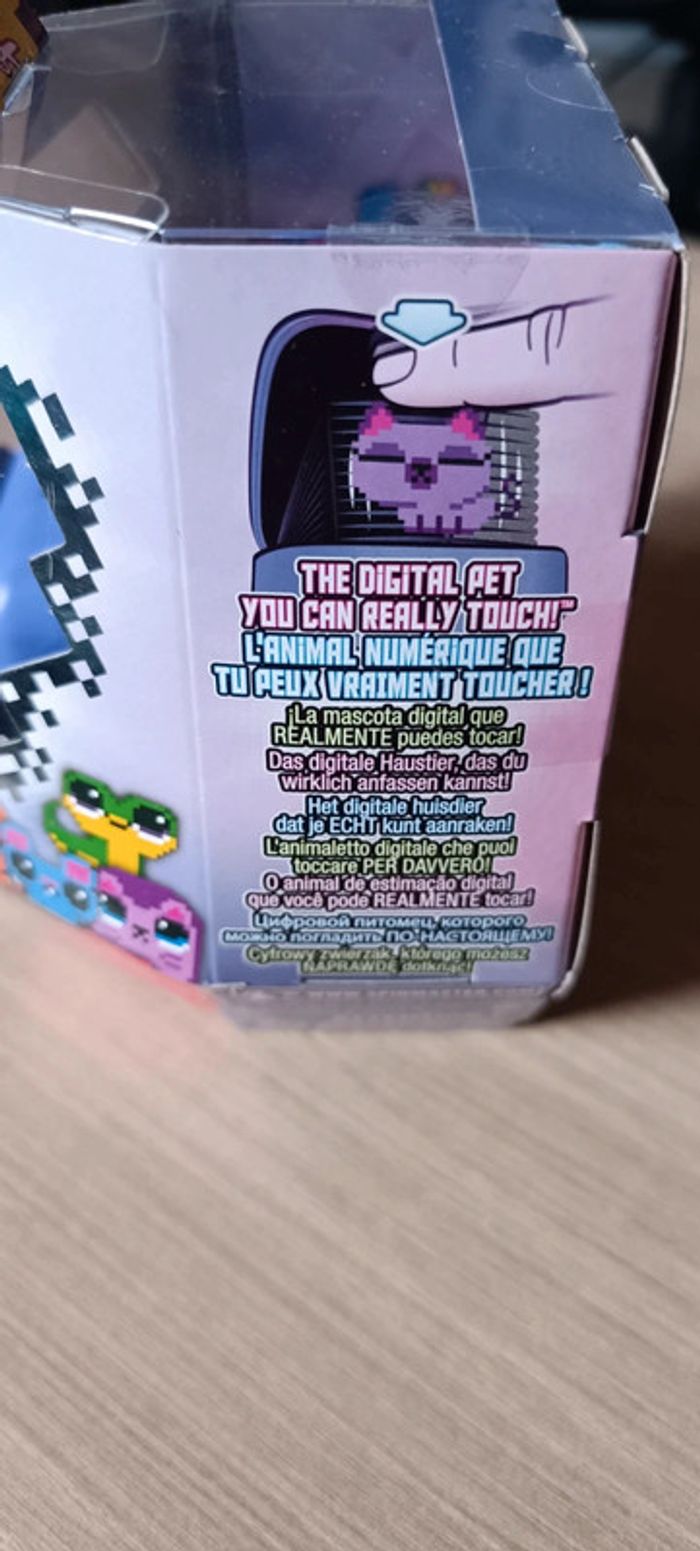 THE DiGiTAL PET
YOU CAN REALLY TOUCH!™
L'ANiMAL NUMÉRiQUE QUE
TU PEUX VRAIMENT TOUCHER !
¡La mascota digital que
REALMENTE puedes tocar!
Das digitale Haustier, das du
wirklich anfassen kannst!
Het digitale huisdier
dat je ECHT kunt aanraken!
L'animaletto digitale che puoi
toccare PER DAVVERO!
O animal de estimação digital
que você pode REALMENTE tocar!
Цифровой питомец, которого
можно погладить ПО-НАСТОЯЩЕМУ!
Cyfrowy zwierzak, którego możesz
NAPRAWDĘ dotknąć!